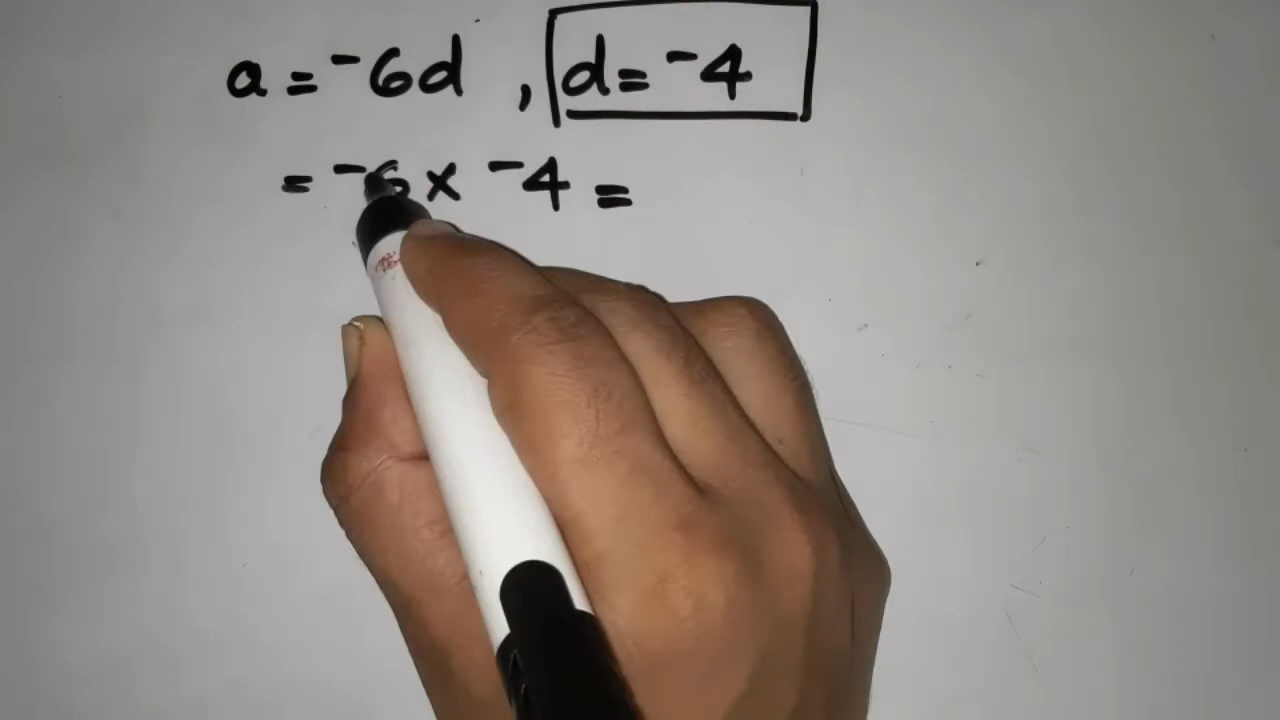 a = ⁻6d , d = ⁻4
= ⁻6 x ⁻4 =